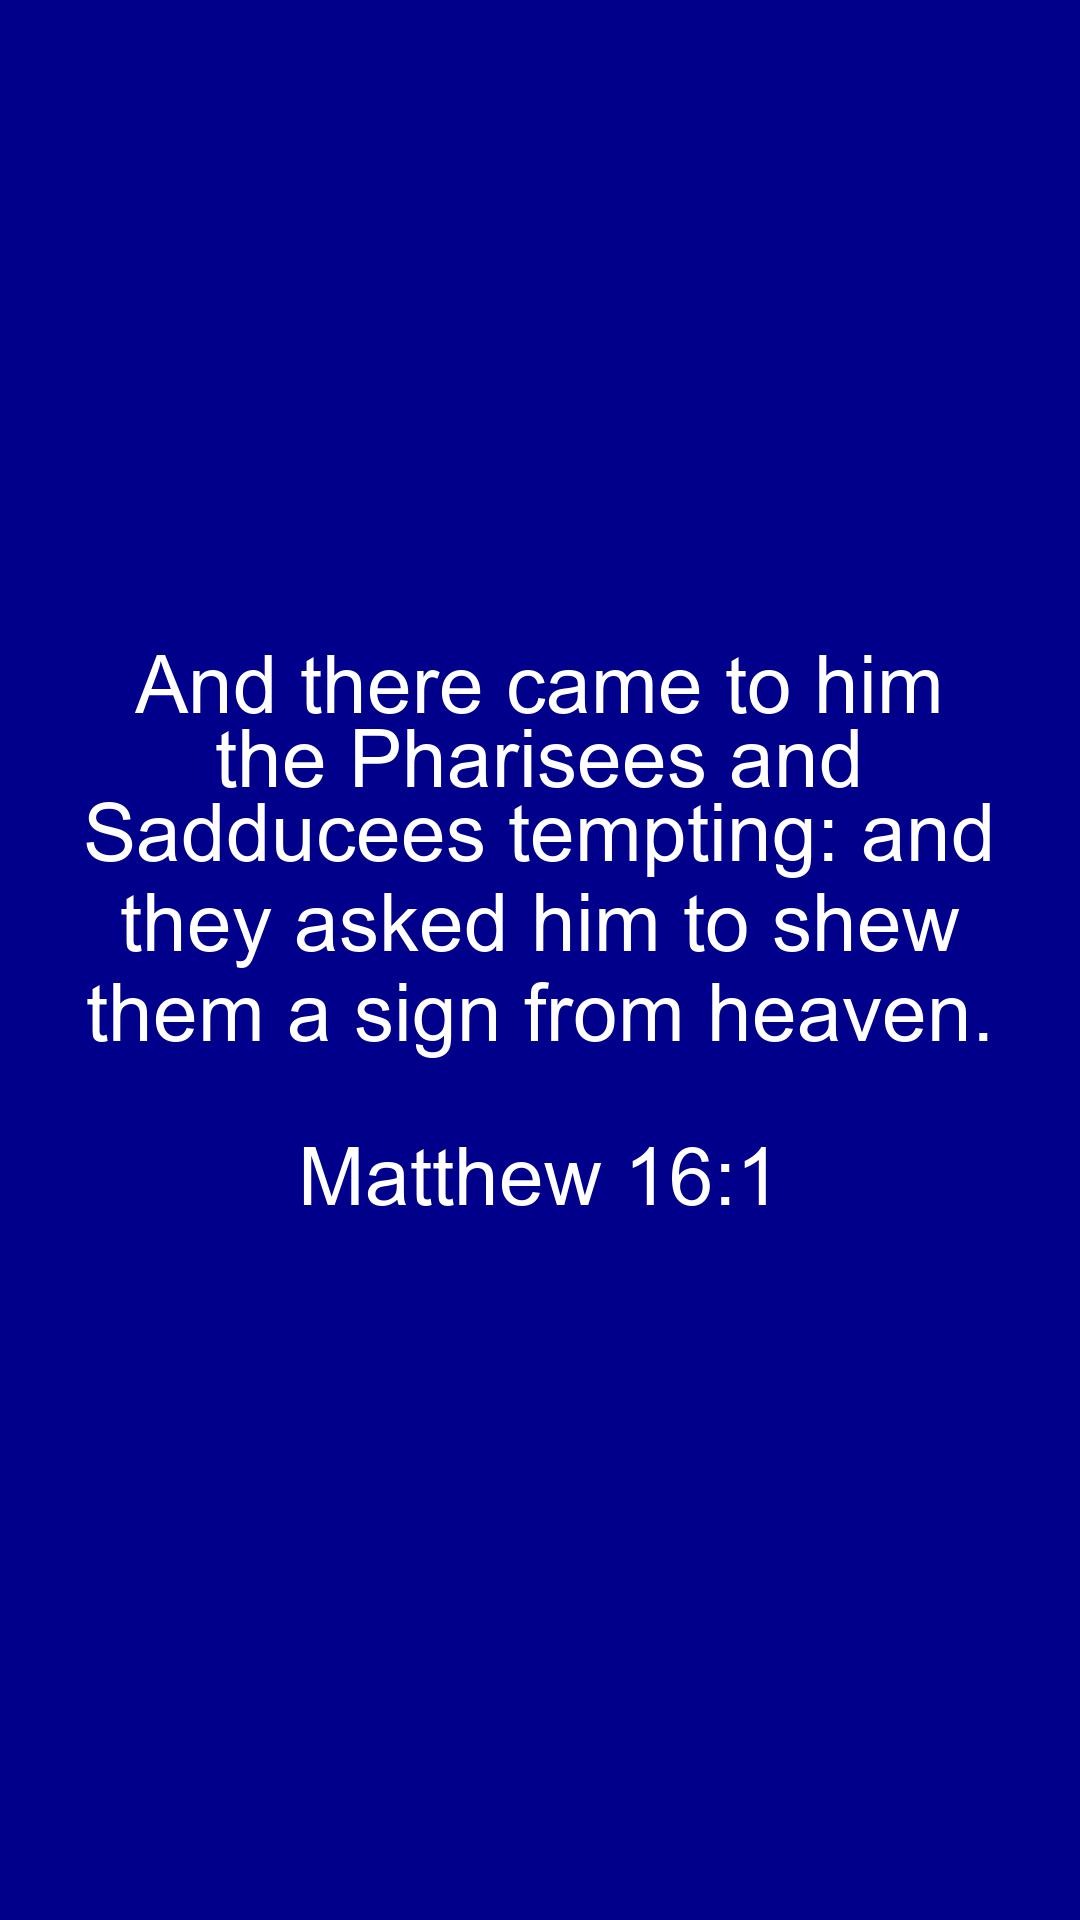 And there came to him
the Pharisees and
Sadducees tempting: and
they asked him to shew
them a sign from heaven.
Matthew 16:1